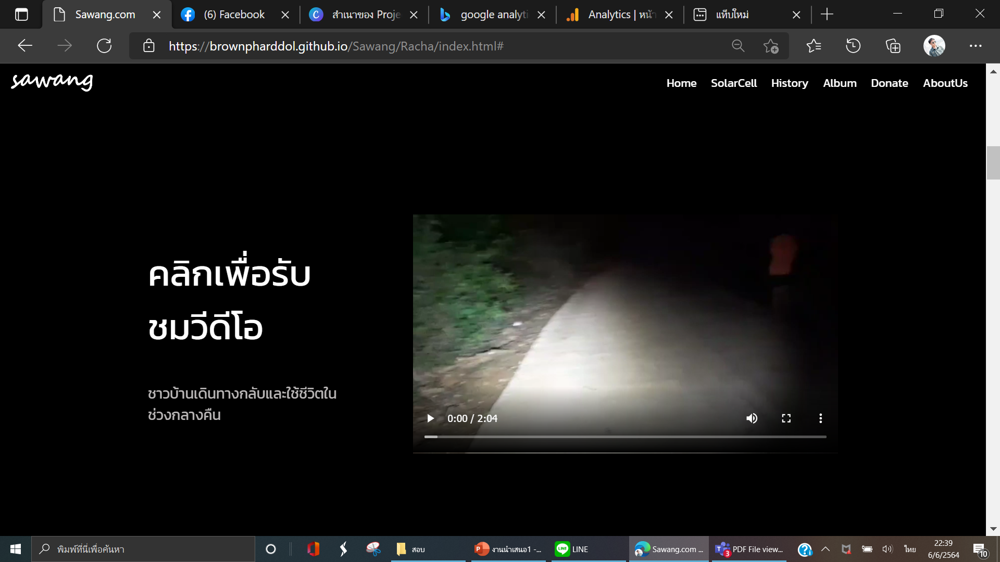 Sawang.com
(6) Facebook
สำเนาของ Proje
google analyti
Analytics | หน้า
แท็บใหม่
https://brownpharddol.github.io/Sawang/Racha/index.html#
sawang
Home SolarCell History Album Donate AboutUs
คลิกเพื่อรับ
ชมวีดีโอ
ชาวบ้านเดินทางกลับและใช้ชีวิตใน
ช่วงกลางคืน
0:00 / 2:04
พิมพ์ที่นี่เพื่อค้นหา
สอบ
งานนำเสนอ1 -...
LINE
LINE
Sawang.com ...
3
PDF File view...
ไทย
22:39
6/6/2564
10